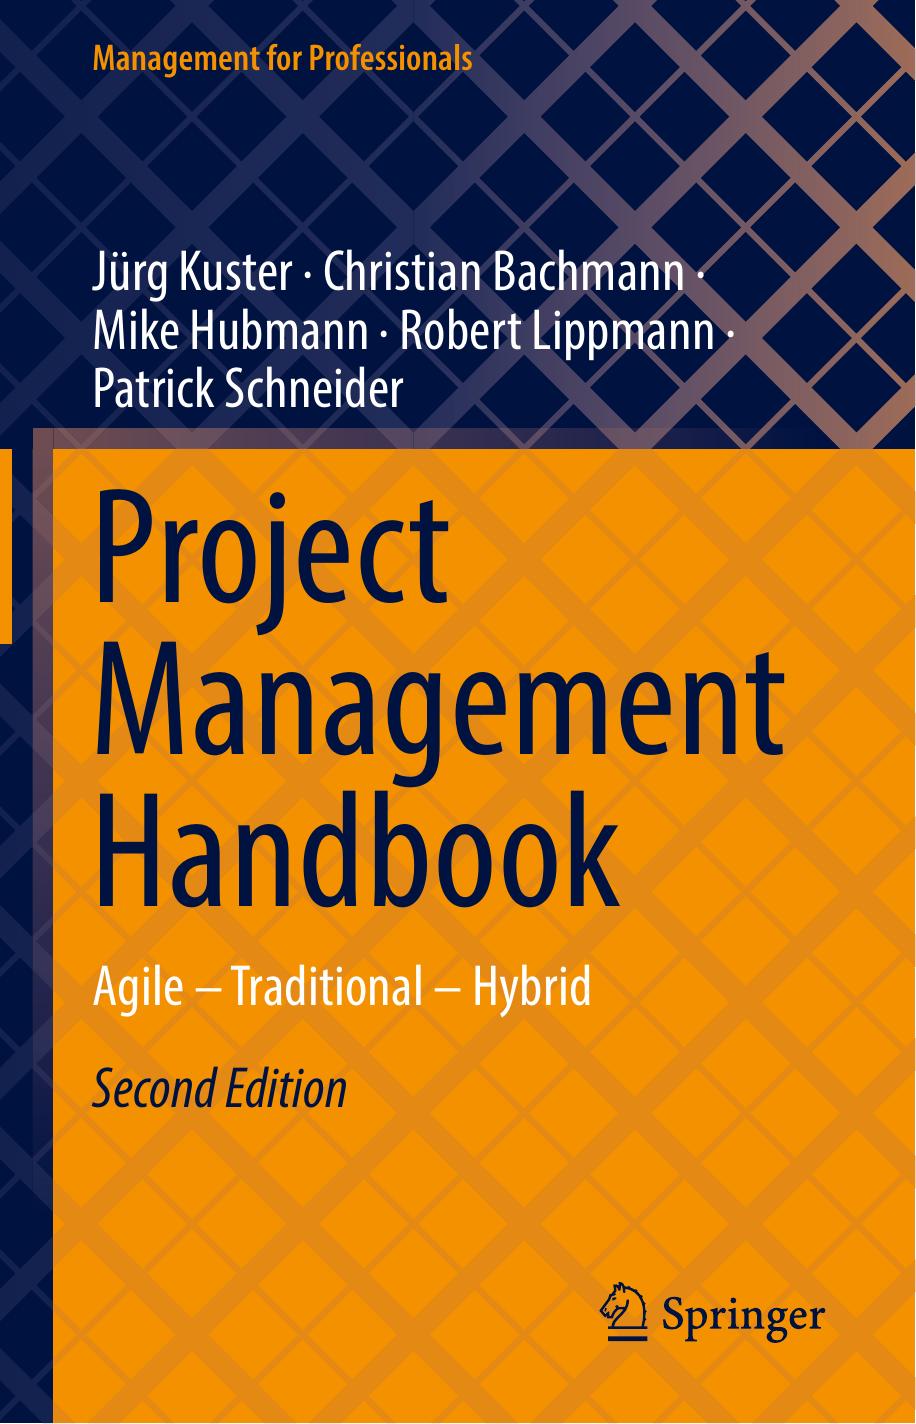 Management for Professionals
Jürg Kuster · Christian Bachmann ·
Mike Hubmann · Robert Lippmann ·
Patrick Schneider
Project
Management
Handbook
Agile – Traditional – Hybrid
Second Edition
Springer